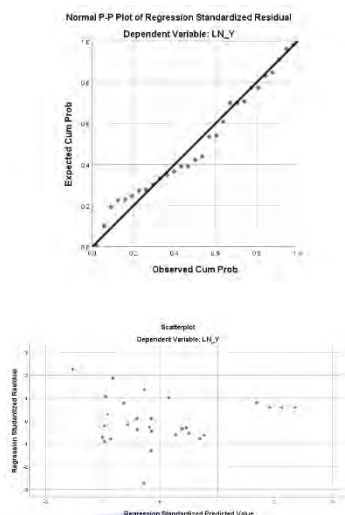 Normal P-P Plot of Regression Standardized Residual
Dependent Variable: LN_Y
Expected Cum Prob
1.0
0.8
0.6
0.4
0.2
0.0
0.0 0.2 0.4 0.6 0.8 1.0
Observed Cum Prob
Scatterplot
Dependent Variable: LN_Y
Regression Studentized Residual
Regression Standardized Predicted Value